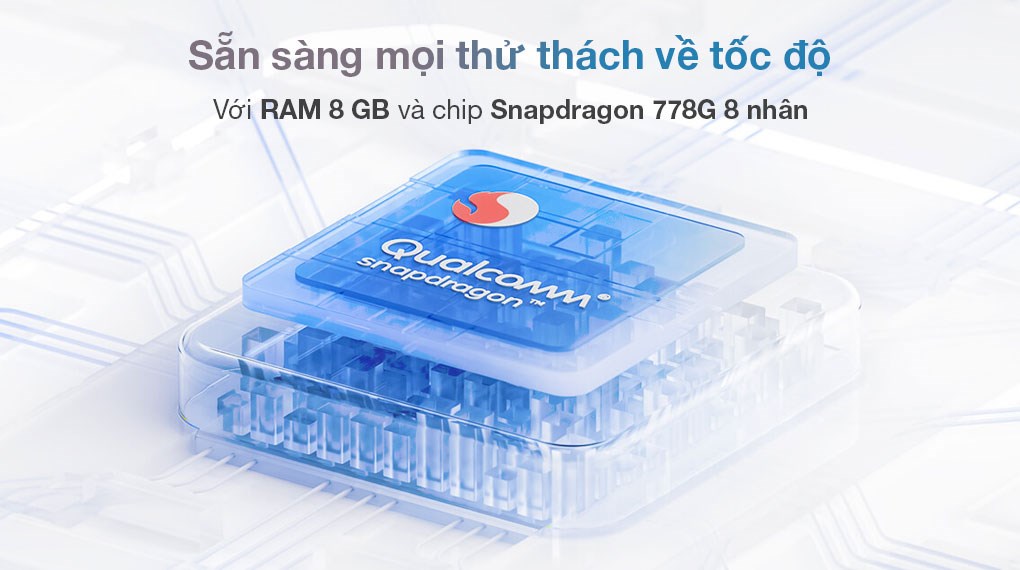 Sẵn sàng mọi thử thách về tốc độ
Với RAM 8 GB và chip Snapdragon 778G 8 nhân
Qualcomm®
snapdragon™